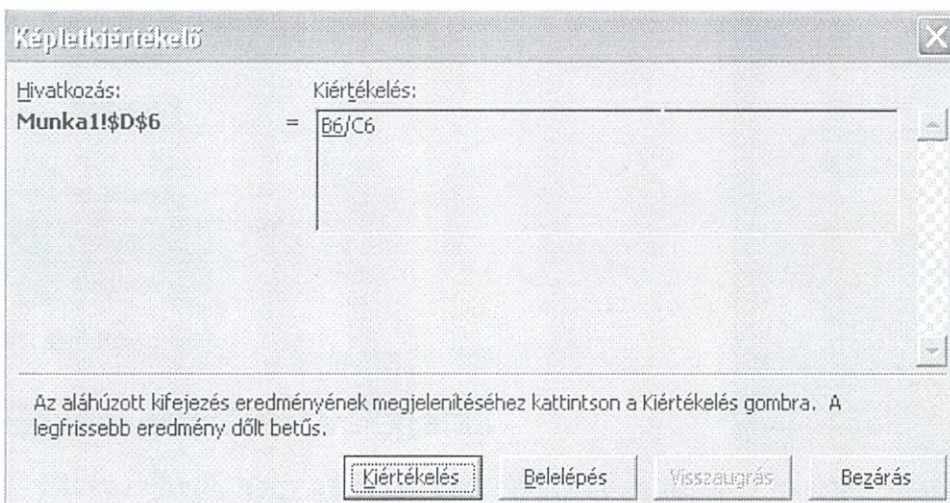 Képletkiértékelő
Hivatkozás:
Kiértékelés:
Munka1!$D$6
=
B6/C6
Az aláhúzott kifejezés eredményének megjelenítéséhez kattintson a Kiértékelés gombra. A
legfrissebb eredmény dőlt betűs.
Kiértékelés
Belelépés
Visszaugrás
Bezárás